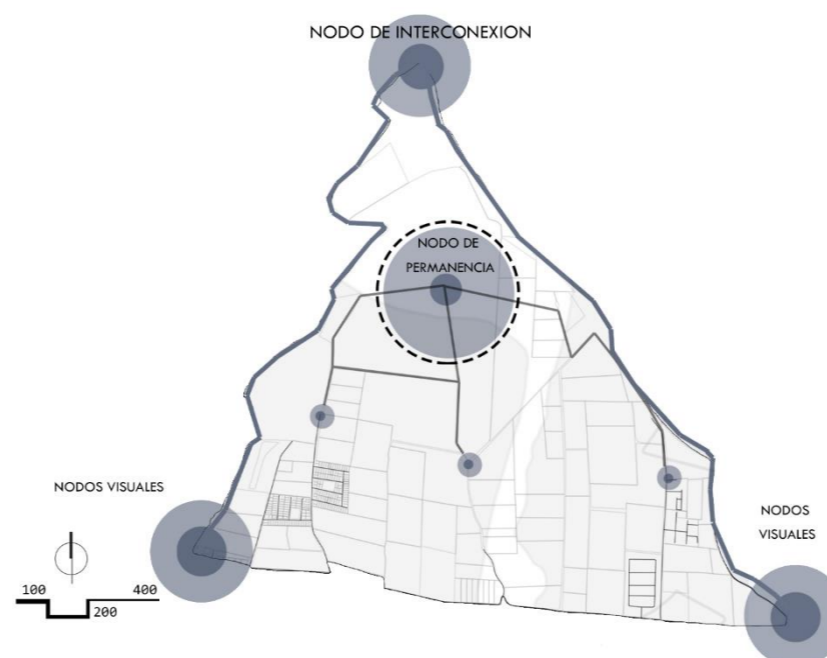 NODO DE INTERCONEXION
NODO DE
PERMANENCIA
NODOS VISUALES
NODOS
VISUALES
100
400
200